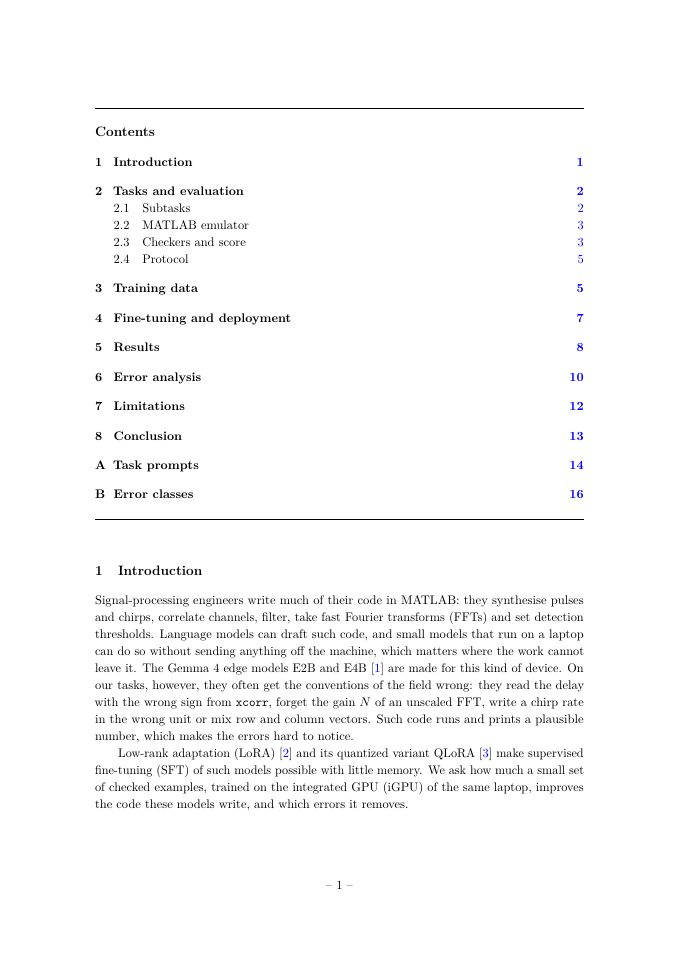 Contents
1 Introduction 1
2 Tasks and evaluation 2
2.1 Subtasks 2
2.2 MATLAB emulator 3
2.3 Checkers and score 3
2.4 Protocol 5
3 Training data 5
4 Fine-tuning and deployment 7
5 Results 8
6 Error analysis 10
7 Limitations 12
8 Conclusion 13
A Task prompts 14
B Error classes 16
1 Introduction
Signal-processing engineers write much of their code in MATLAB: they synthesise pulses
and chirps, correlate channels, filter, take fast Fourier transforms (FFTs) and set detection
thresholds. Language models can draft such code, and small models that run on a laptop
can do so without sending anything off the machine, which matters where the work cannot
leave it. The Gemma 4 edge models E2B and E4B [1] are made for this kind of device. On
our tasks, however, they often get the conventions of the field wrong: they read the delay
with the wrong sign from xcorr, forget the gain N of an unscaled FFT, write a chirp rate
in the wrong unit or mix row and column vectors. Such code runs and prints a plausible
number, which makes the errors hard to notice.
Low-rank adaptation (LoRA) [2] and its quantized variant QLoRA [3] make supervised
fine-tuning (SFT) of such models possible with little memory. We ask how much a small set
of checked examples, trained on the integrated GPU (iGPU) of the same laptop, improves
the code these models write, and which errors it removes.
– 1 –